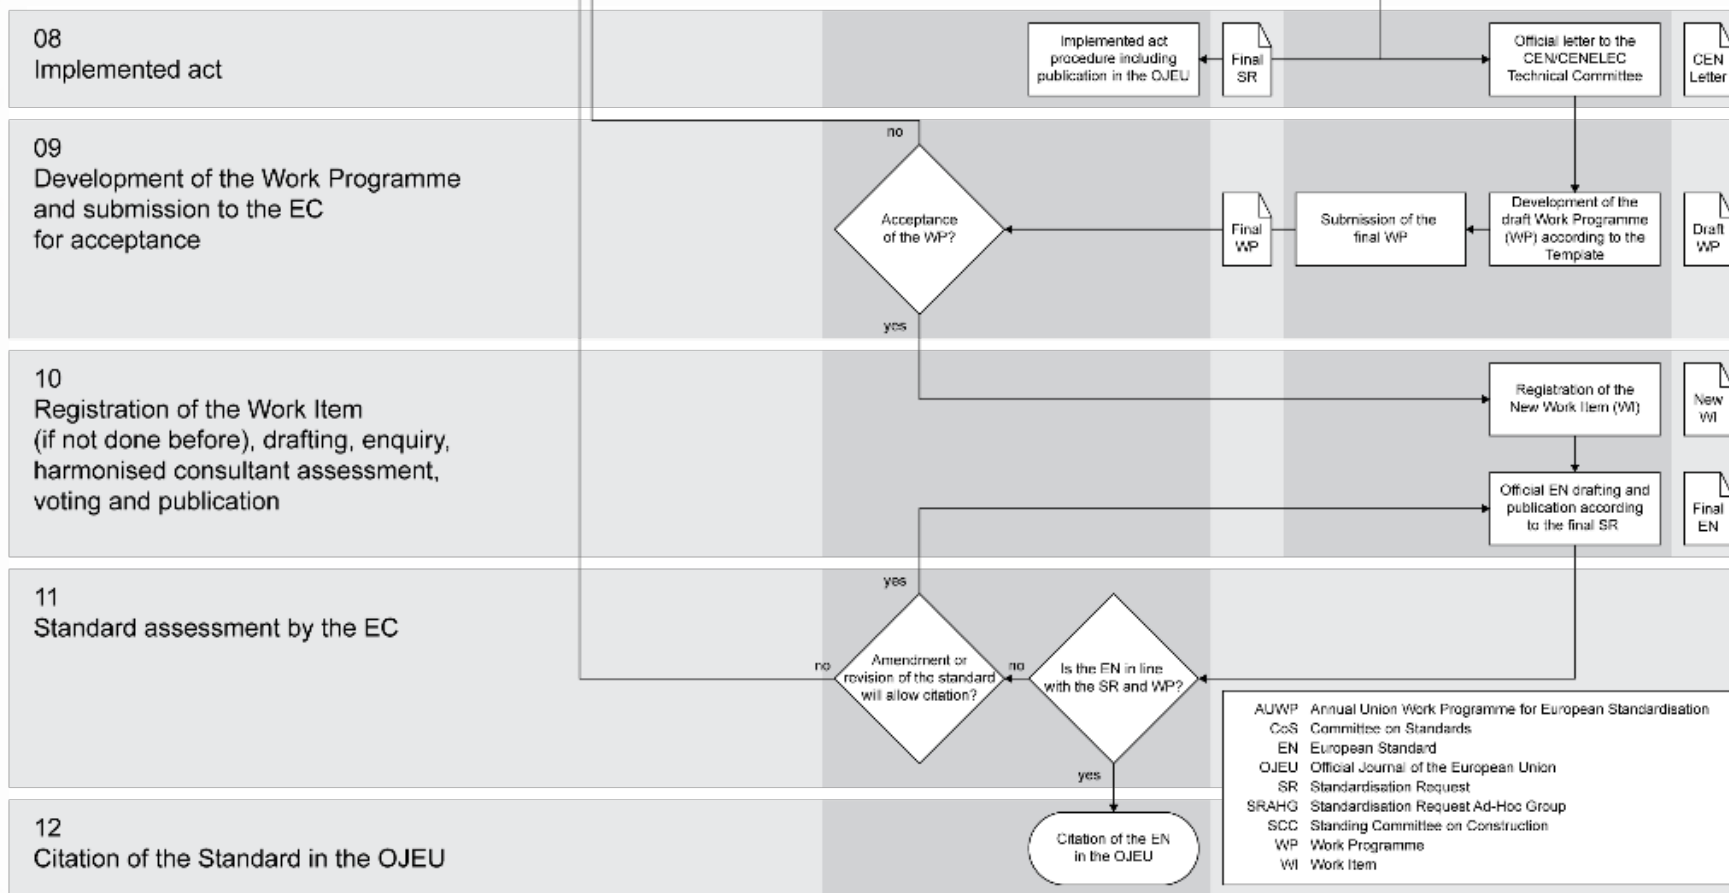 08
Implemented act
Implemented act
procedure including
publication in the OJEU
Final
SR
Official letter to the
CEN/CENELEC
Technical Committee
CEN
Letter
09
Development of the Work Programme
and submission to the EC
for acceptance
no
Acceptance
of the WP?
yes
Final
WP
Submission of the
final WP
Development of the
draft Work Programme
(WP) according to the
Template
Draft
WP
10
Registration of the Work Item
(if not done before), drafting, enquiry,
harmonised consultant assessment,
voting and publication
Registration of the
New Work Item (WI)
New
WI
Official EN drafting and
publication according
to the final SR
Final
EN
11
Standard assessment by the EC
yes
no
Amendment or
revision of the standard
will allow citation?
no
Is the EN in line
with the SR and WP?
yes
12
Citation of the Standard in the OJEU
Citation of the EN
in the OJEU
AUWP Annual Union Work Programme for European Standardisation
CoS Committee on Standards
EN European Standard
OJEU Official Journal of the European Union
SR Standardisation Request
SRAHG Standardisation Request Ad-Hoc Group
SCC Standing Committee on Construction
WP Work Programme
WI Work Item